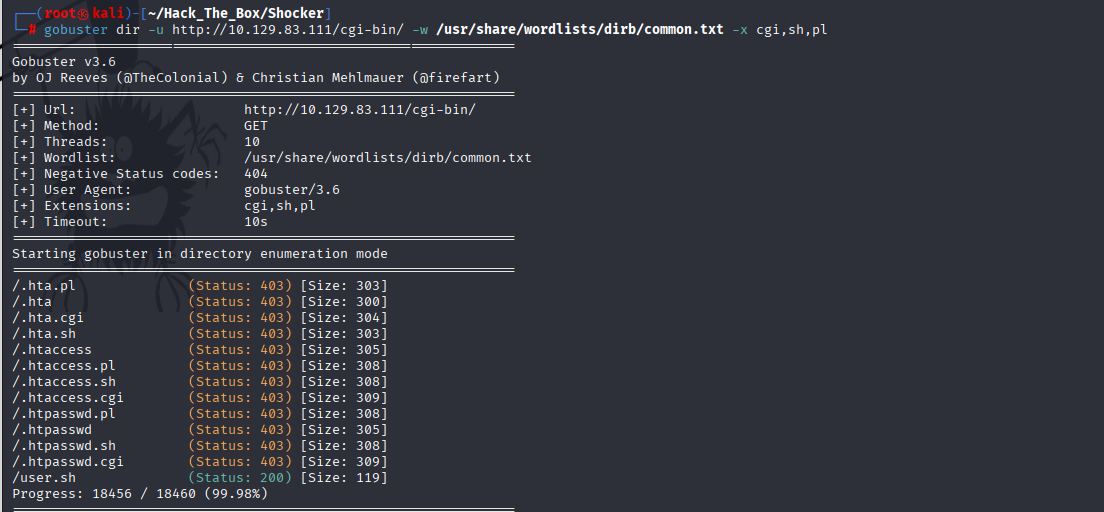 ┌──(root㉿kali)-[~/Hack_The_Box/Shocker]
└─# gobuster dir -u http://10.129.83.111/cgi-bin/ -w /usr/share/wordlists/dirb/common.txt -x cgi,sh,pl
===============================================================
Gobuster v3.6
by OJ Reeves (@TheColonial) & Christian Mehlmauer (@firefart)
===============================================================
[+] Url:                     http://10.129.83.111/cgi-bin/
[+] Method:                  GET
[+] Threads:                 10
[+] Wordlist:                /usr/share/wordlists/dirb/common.txt
[+] Negative Status codes:   404
[+] User Agent:              gobuster/3.6
[+] Extensions:              cgi,sh,pl
[+] Timeout:                 10s
===============================================================
Starting gobuster in directory enumeration mode
===============================================================
/.hta.pl              (Status: 403) [Size: 303]
/.hta                 (Status: 403) [Size: 300]
/.hta.cgi             (Status: 403) [Size: 304]
/.hta.sh              (Status: 403) [Size: 303]
/.htaccess            (Status: 403) [Size: 305]
/.htaccess.pl         (Status: 403) [Size: 308]
/.htaccess.sh         (Status: 403) [Size: 308]
/.htaccess.cgi        (Status: 403) [Size: 309]
/.htpasswd.pl         (Status: 403) [Size: 308]
/.htpasswd            (Status: 403) [Size: 305]
/.htpasswd.sh         (Status: 403) [Size: 308]
/.htpasswd.cgi        (Status: 403) [Size: 309]
/user.sh              (Status: 200) [Size: 119]
Progress: 18456 / 18460 (99.98%)
===============================================================